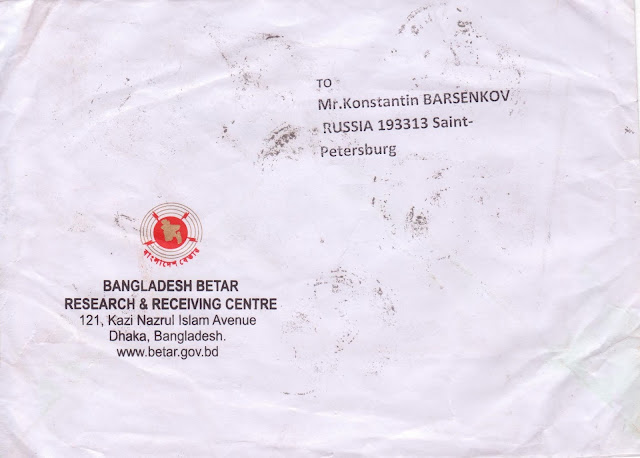 TO
Mr.Konstantin BARSENKOV
RUSSIA 193313 Saint-
Petersburg
বাংলাদেশ বেতার
BANGLADESH BETAR
RESEARCH & RECEIVING CENTRE
121, Kazi Nazrul Islam Avenue
Dhaka, Bangladesh.
www.betar.gov.bd